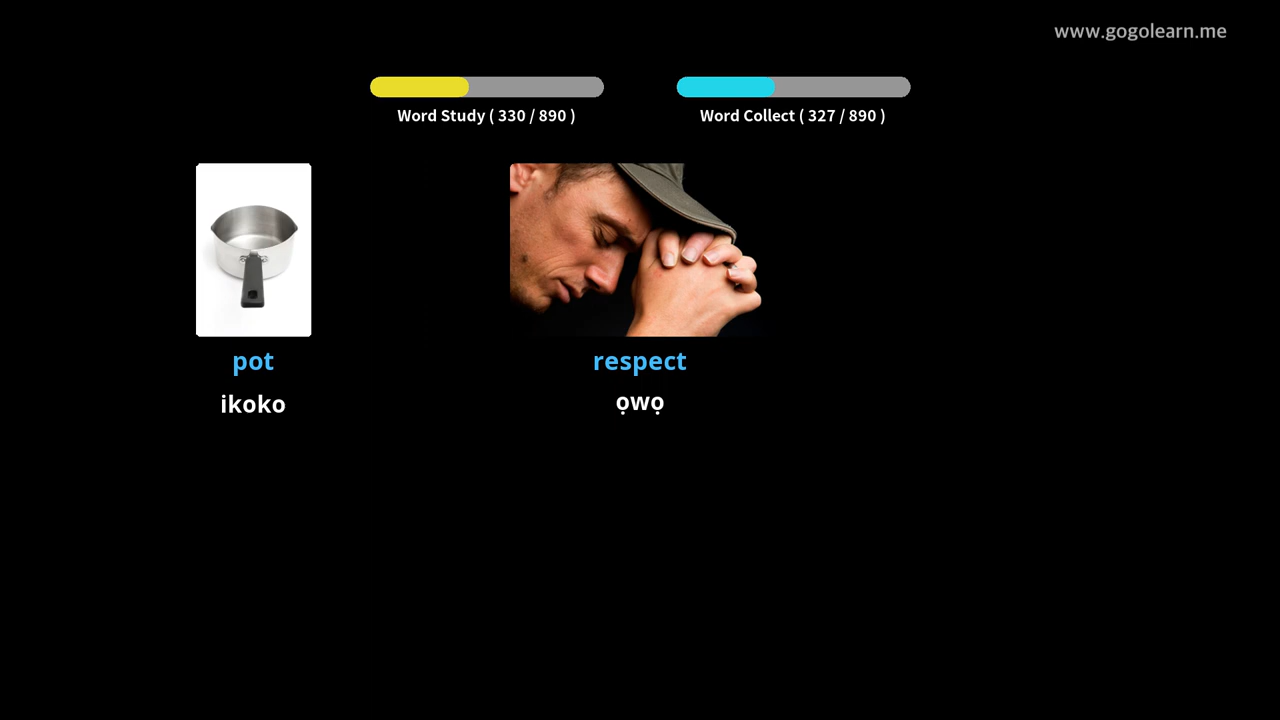 www.gogolearn.me
Word Study ( 330 / 890 )
Word Collect ( 327 / 890 )
pot
ikoko
respect
ọwọ